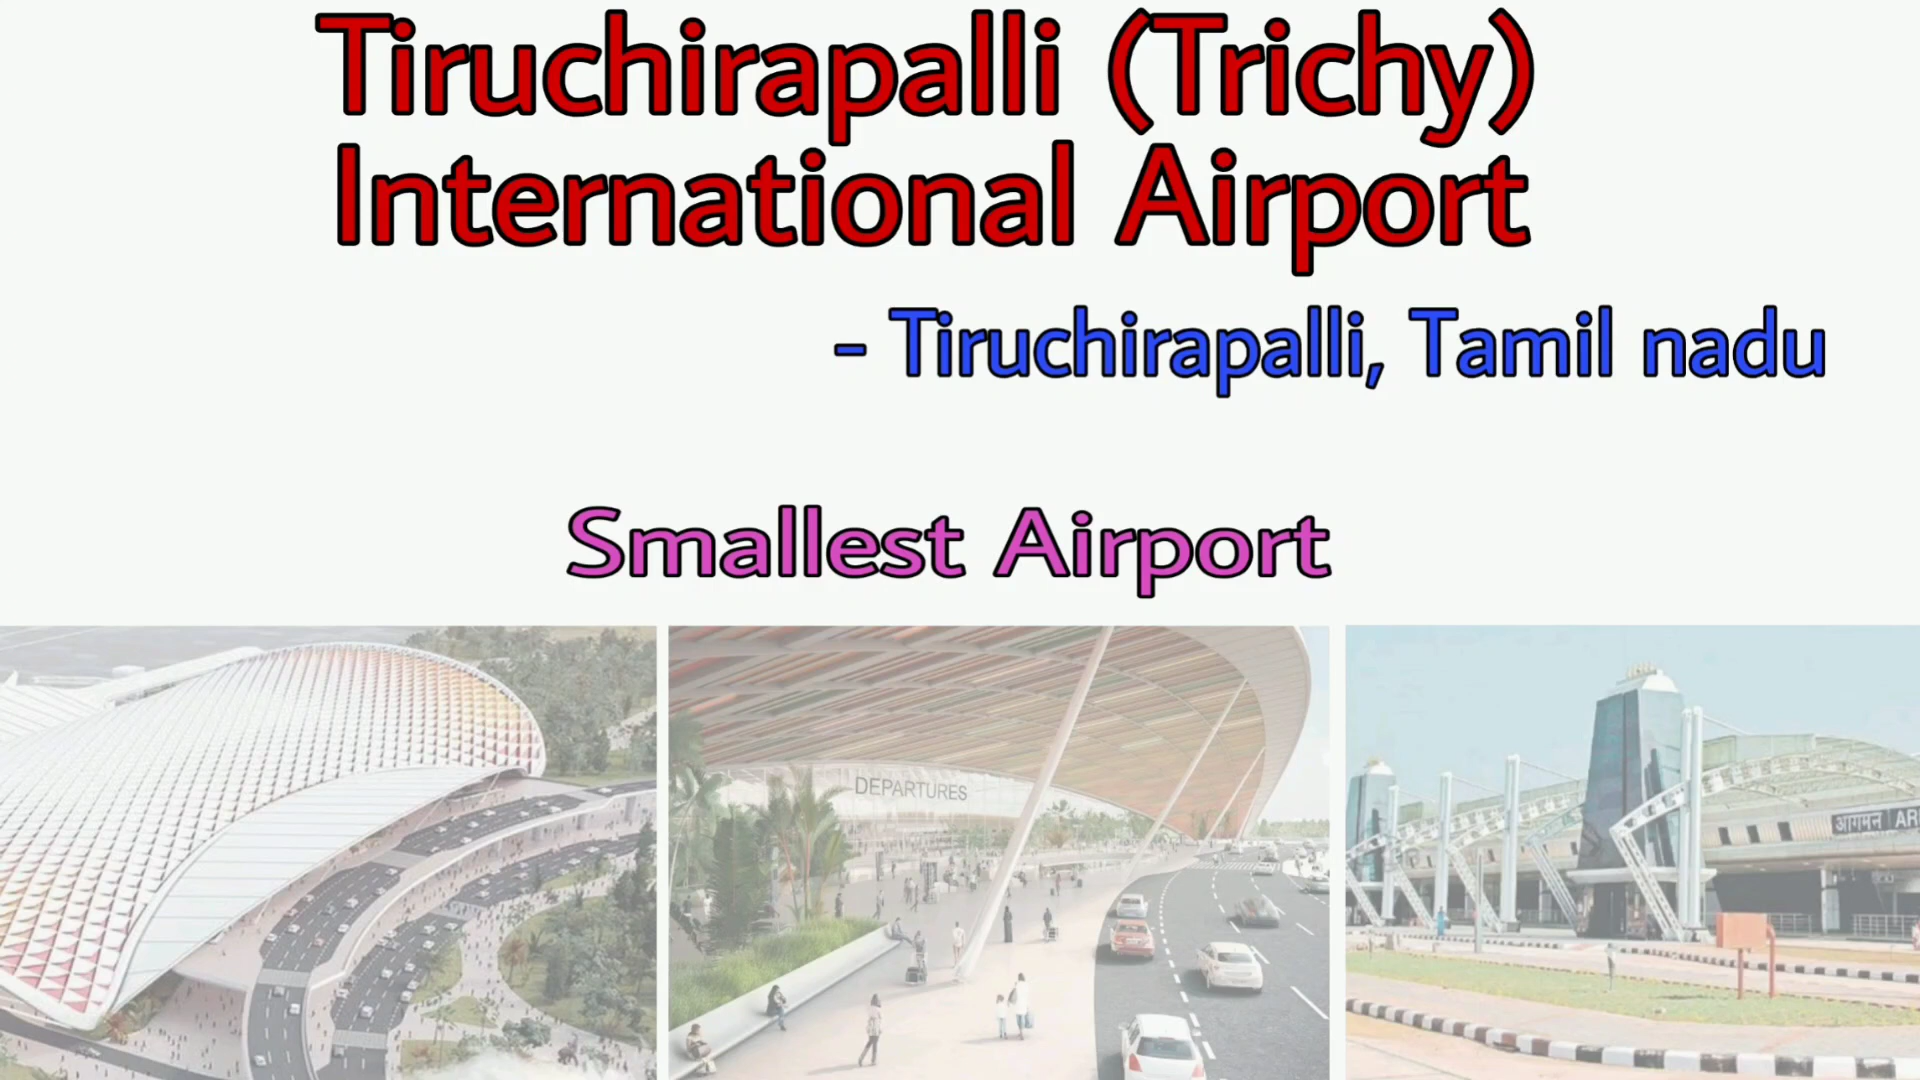 Tiruchirapalli (Trichy)
International Airport
- Tiruchirapalli, Tamil nadu
Smallest Airport
DEPARTURES
आगमन | AR